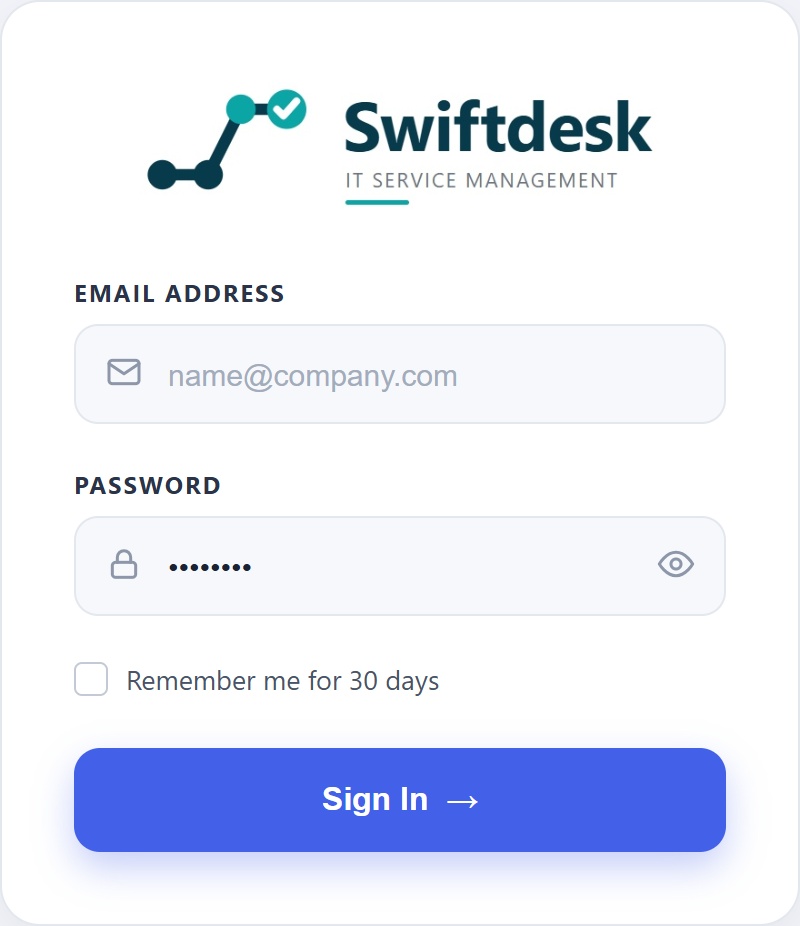 Swiftdesk
IT SERVICE MANAGEMENT
EMAIL ADDRESS
name@company.com
PASSWORD
••••••••
Remember me for 30 days
Sign In →